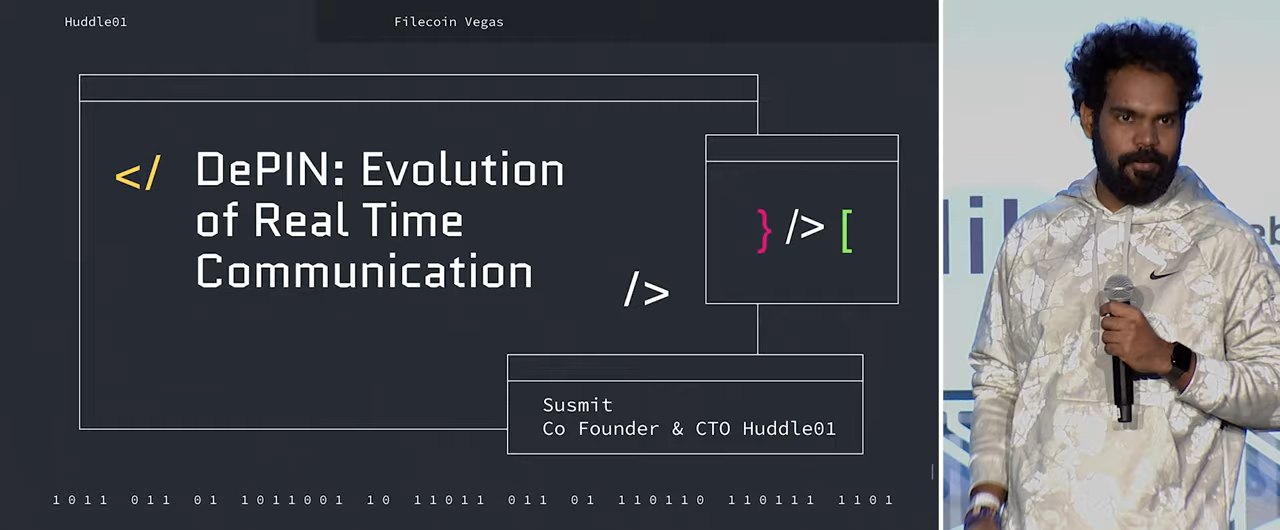 Huddle01
Filecoin Vegas
</ DePIN: Evolution
of Real Time
Communication
/>
} /> [
Susmit
Co Founder & CTO Huddle01
1011 011 01 1011001 10 11011 011 01 110110 110111 1101